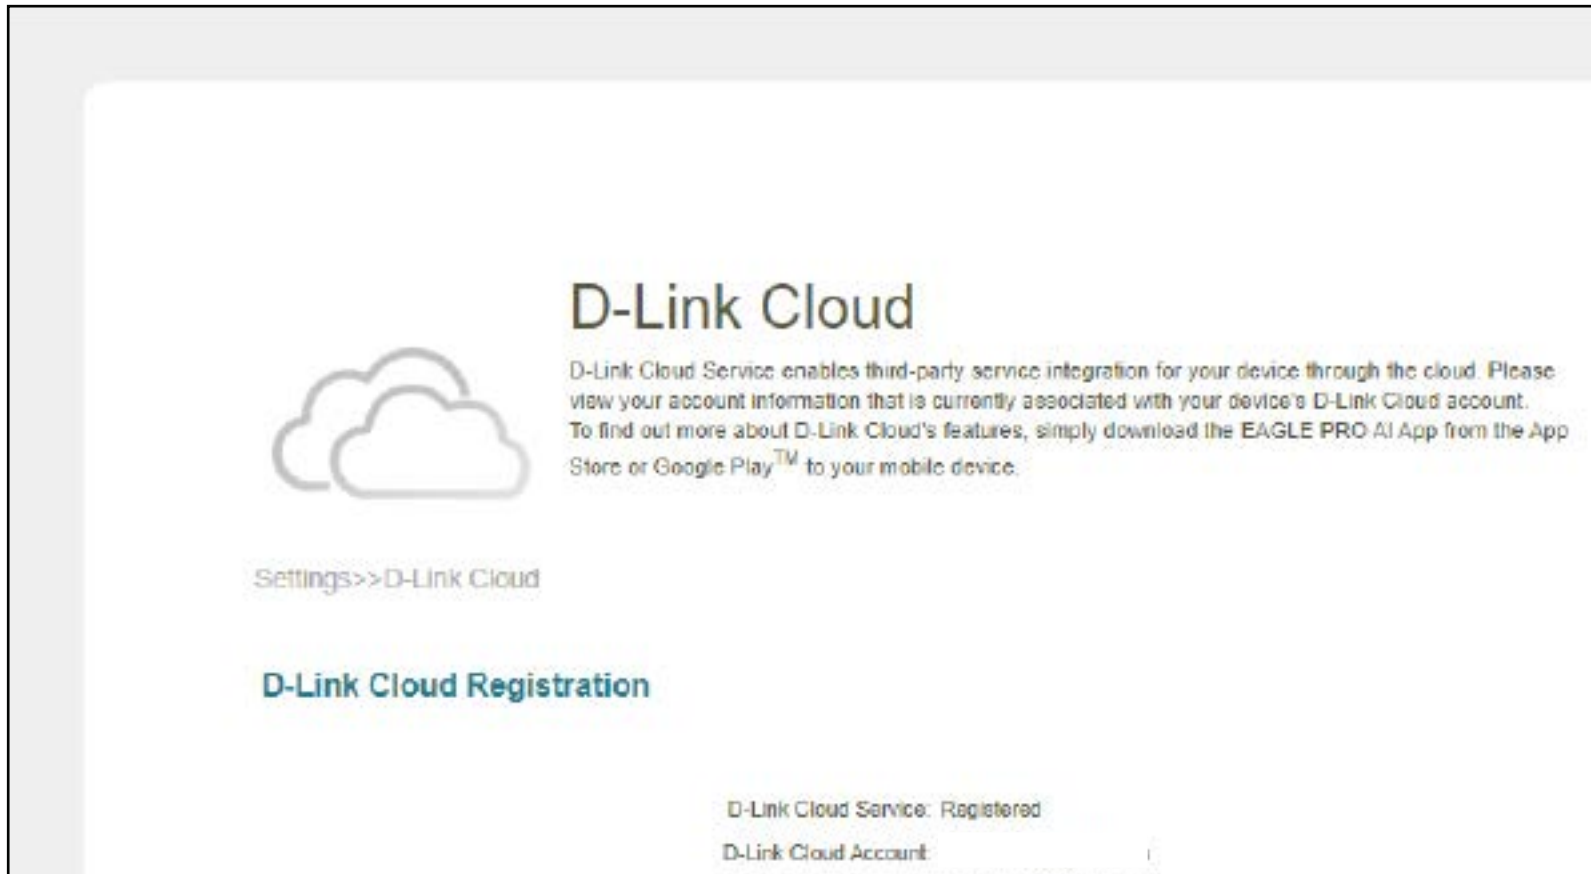 D-Link Cloud
D-Link Cloud Service enables third-party service integration for your device through the cloud. Please
view your account information that is currently associated with your device's D-Link Cloud account.
To find out more about D-Link Cloud's features, simply download the EAGLE PRO AI App from the App
Store or Google Play™ to your mobile device.
Settings>>D-Link Cloud
D-Link Cloud Registration
D-Link Cloud Service: Registered
D-Link Cloud Account: